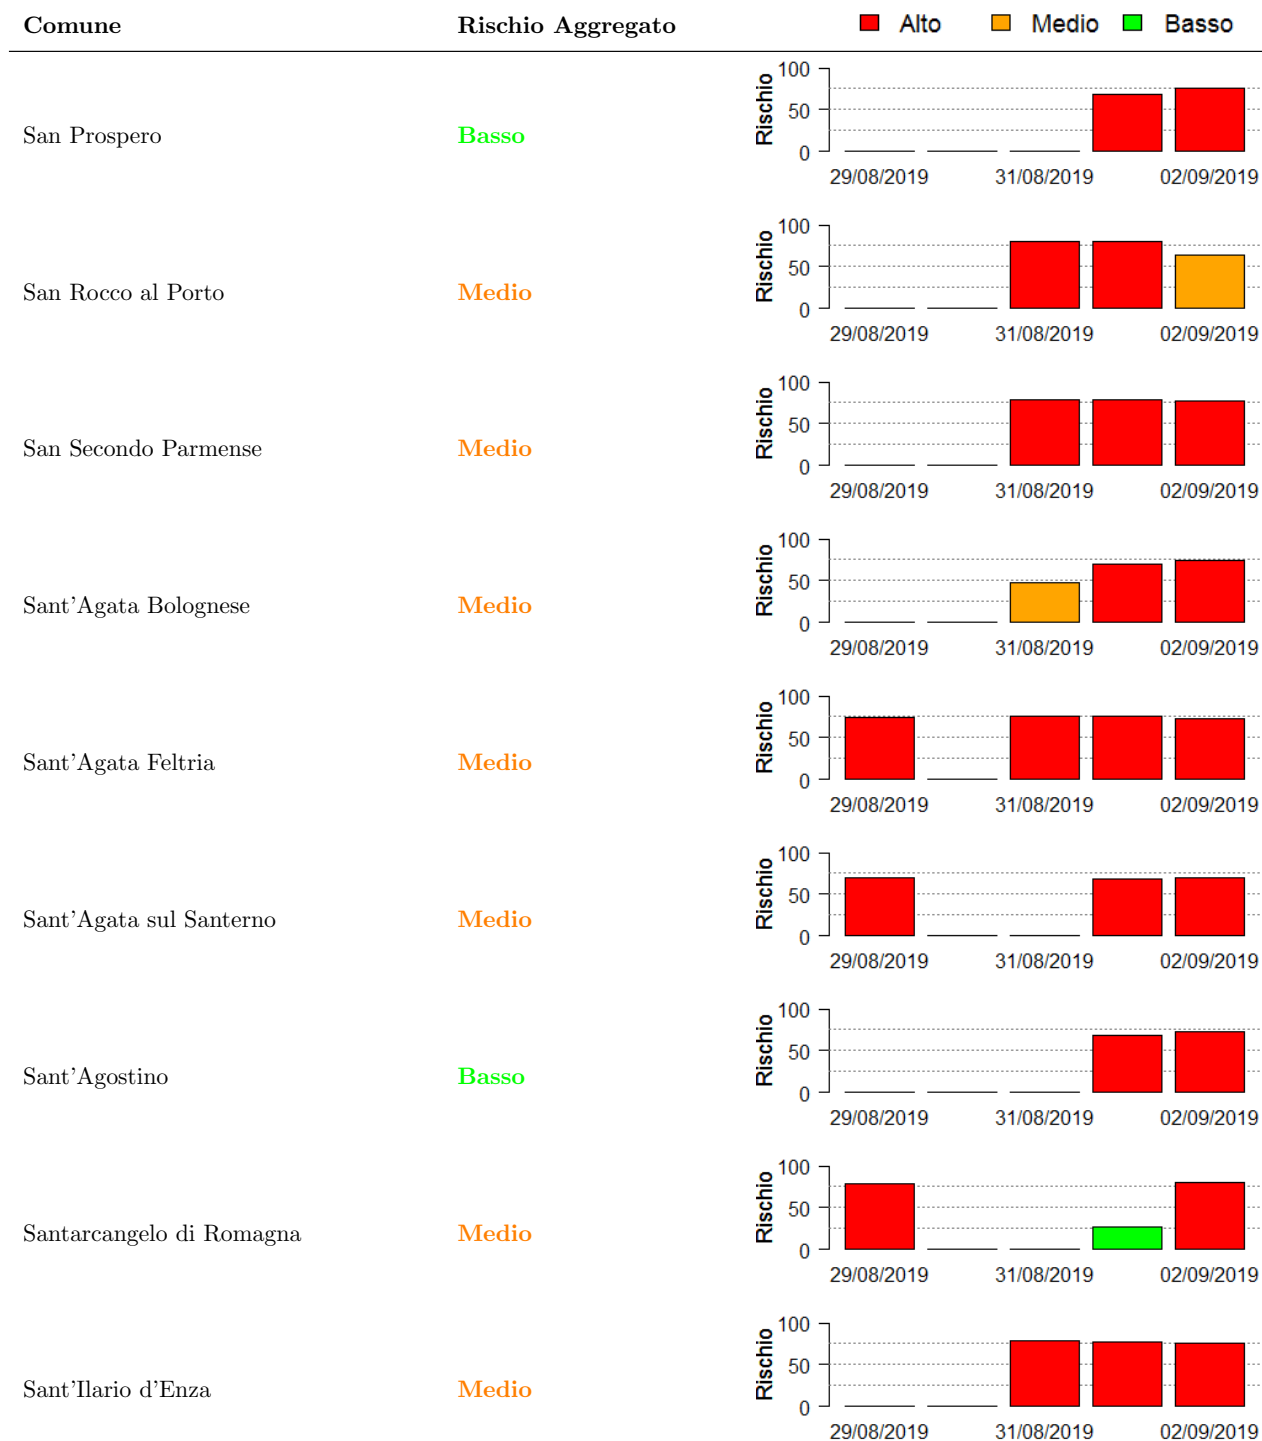 Comune Rischio Aggregato Alto Medio Basso
San Prospero Basso
Rischio
100
50
0
29/08/2019 31/08/2019 02/09/2019
San Rocco al Porto Medio
Rischio
100
50
0
29/08/2019 31/08/2019 02/09/2019
San Secondo Parmense Medio
Rischio
100
50
0
29/08/2019 31/08/2019 02/09/2019
Sant'Agata Bolognese Medio
Rischio
100
50
0
29/08/2019 31/08/2019 02/09/2019
Sant'Agata Feltria Medio
Rischio
100
50
0
29/08/2019 31/08/2019 02/09/2019
Sant'Agata sul Santerno Medio
Rischio
100
50
0
29/08/2019 31/08/2019 02/09/2019
Sant'Agostino Basso
Rischio
100
50
0
29/08/2019 31/08/2019 02/09/2019
Santarcangelo di Romagna Medio
Rischio
100
50
0
29/08/2019 31/08/2019 02/09/2019
Sant'Ilario d'Enza Medio
Rischio
100
50
0
29/08/2019 31/08/2019 02/09/2019